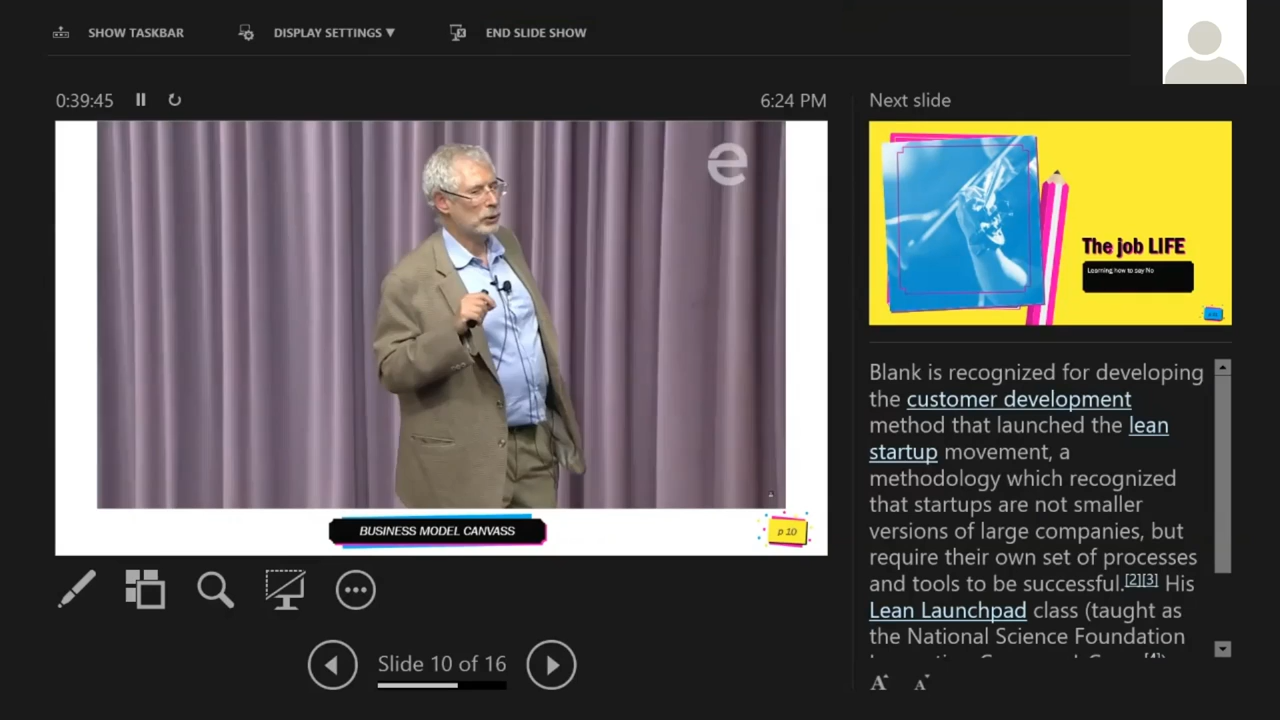 SHOW TASKBAR
DISPLAY SETTINGS ▼
END SLIDE SHOW
0:39:45
6:24 PM
Next slide
e
BUSINESS MODEL CANVASS
p 10
The job LIFE
Learning how to say No
Blank is recognized for developing
the customer development
method that launched the lean
startup movement, a
methodology which recognized
that startups are not smaller
versions of large companies, but
require their own set of processes
and tools to be successful.[2][3] His
Lean Launchpad class (taught as
the National Science Foundation
Slide 10 of 16
A A